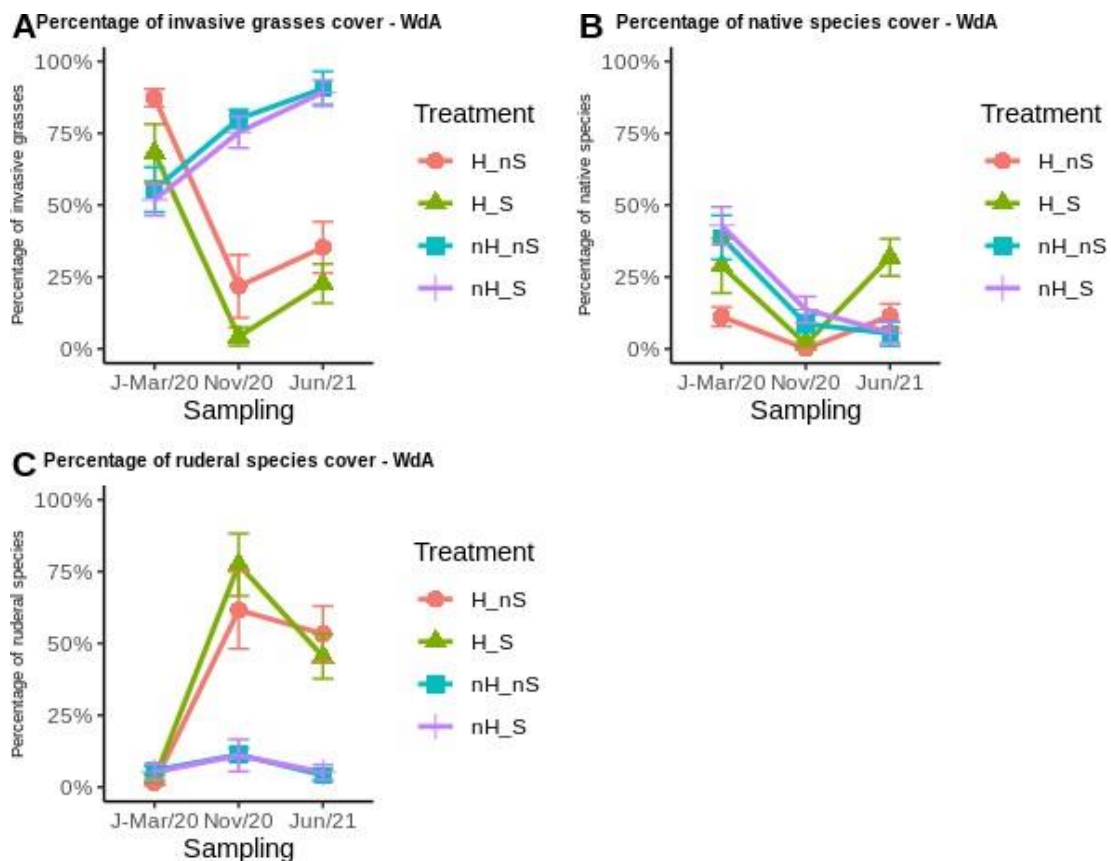 A Percentage of invasive grasses cover - WdA
Percentage of invasive grasses
100%
75%
50%
25%
0%
J-Mar/20 Nov/20 Jun/21
Sampling
Treatment
H_nS
H_S
nH_nS
nH_S
B Percentage of native species cover - WdA
Percentage of native species
100%
75%
50%
25%
0%
J-Mar/20 Nov/20 Jun/21
Sampling
Treatment
H_nS
H_S
nH_nS
nH_S
C Percentage of ruderal species cover - WdA
Percentage of ruderal species
100%
75%
50%
25%
0%
J-Mar/20 Nov/20 Jun/21
Sampling
Treatment
H_nS
H_S
nH_nS
nH_S